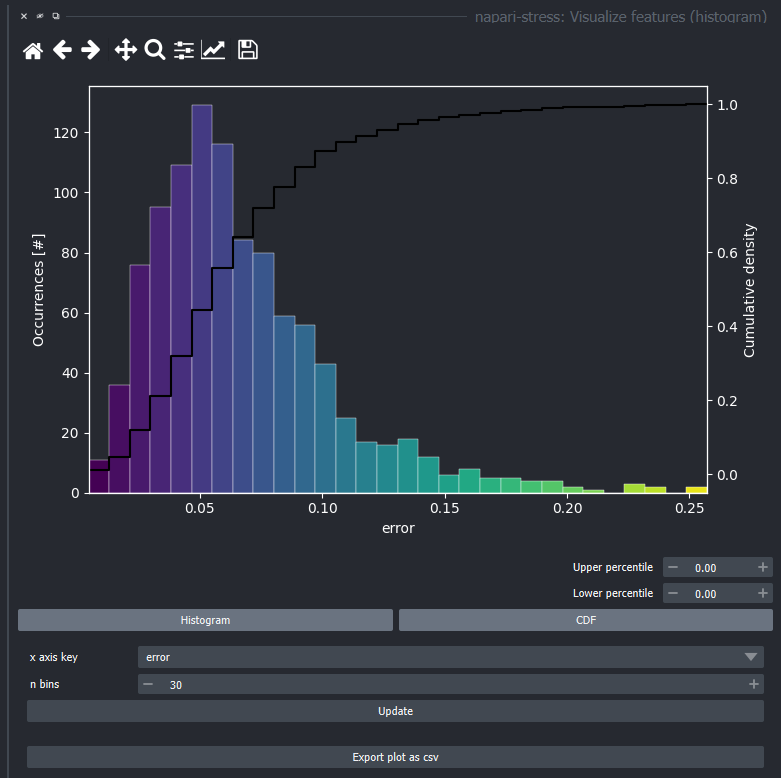 napari-stress: Visualize features (histogram)
120
100
80
60
40
20
0
Occurrences [#]
1.0
0.8
0.6
0.4
0.2
0.0
Cumulative density
0.05 0.10 0.15 0.20 0.25
error
Upper percentile − 0.00 +
Lower percentile − 0.00 +
Histogram CDF
x axis key error
n bins − 30 +
Update
Export plot as csv